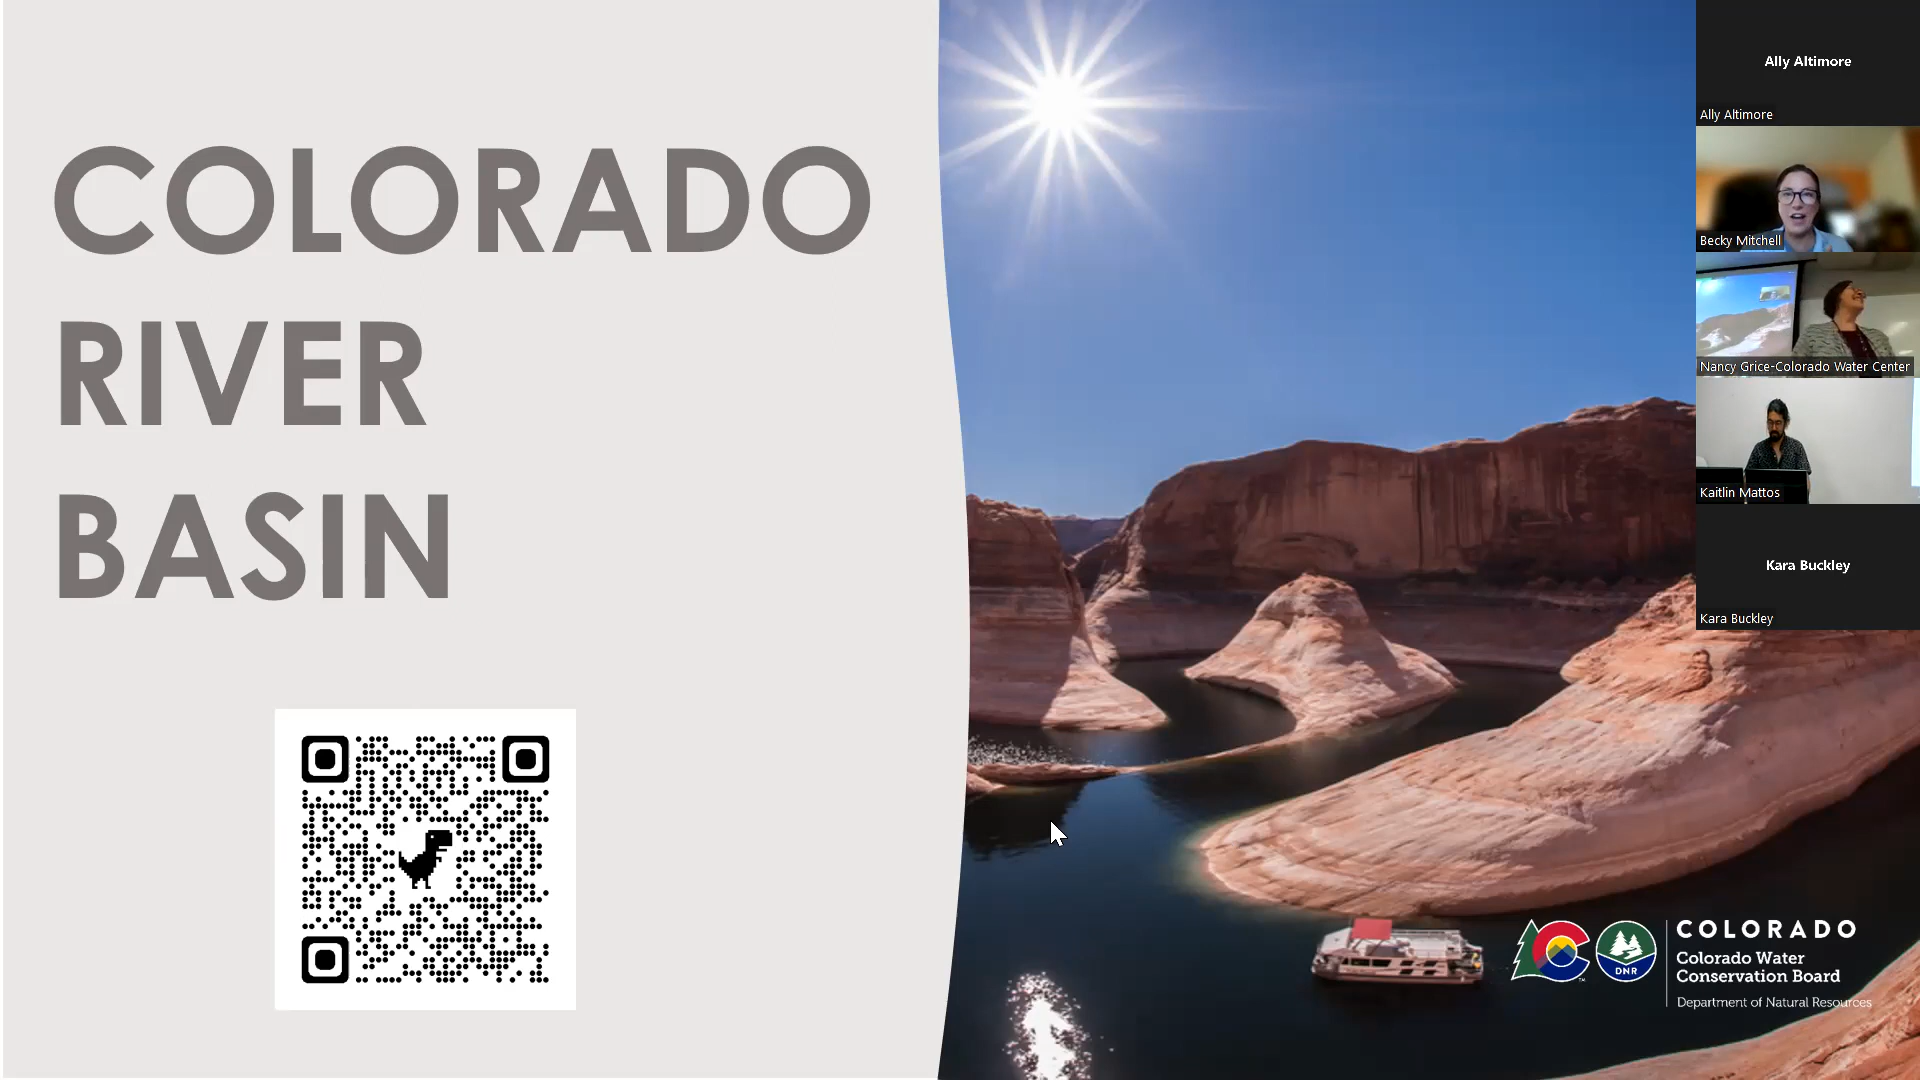 COLORADO
RIVER
BASIN
Ally Altimore
Ally Altimore
Becky Mitchell
Nancy Grice-Colorado Water Center
Kaitlin Mattos
Kara Buckley
Kara Buckley
DNR
COLORADO
Colorado Water
Conservation Board
Department of Natural Resources